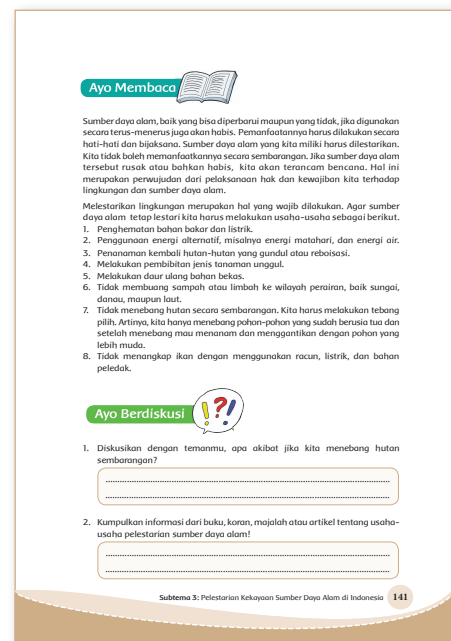 Ayo Membaca
Sumber daya alam, baik yang bisa diperbarui maupun yang tidak, jika digunakan
secara terus-menerus juga akan habis. Pemanfaatannya harus dilakukan secara
hati-hati dan bijaksana. Sumber daya alam yang kita miliki harus dilestarikan.
Kita tidak boleh memanfaatkannya secara sembarangan. Jika sumber daya alam
tersebut rusak atau bahkan habis, kita akan terancam bencana. Hal ini
merupakan perwujudan dari pelaksanaan hak dan kewajiban kita terhadap
lingkungan dan sumber daya alam.
Melestarikan lingkungan merupakan hal yang wajib dilakukan. Agar sumber
daya alam tetap lestari kita harus melakukan usaha-usaha sebagai berikut.
1. Penghematan bahan bakar dan listrik.
2. Penggunaan energi alternatif, misalnya energi matahari, dan energi air.
3. Penanaman kembali hutan-hutan yang gundul atau reboisasi.
4. Melakukan pembibitan jenis tanaman unggul.
5. Melakukan daur ulang bahan bekas.
6. Tidak membuang sampah atau limbah ke wilayah perairan, baik sungai,
danau, maupun laut.
7. Tidak menebang hutan secara sembarangan. Kita harus melakukan tebang
pilih. Artinya, kita hanya menebang pohon-pohon yang sudah berusia tua dan
setelah menebang mau menanam dan menggantikan dengan pohon yang
lebih muda.
8. Tidak menangkap ikan dengan menggunakan racun, listrik, dan bahan
peledak.
Ayo Berdiskusi
!?!
1. Diskusikan dengan temanmu, apa akibat jika kita menebang hutan
sembarangan?
2. Kumpulkan informasi dari buku, koran, majalah atau artikel tentang usaha-
usaha pelestarian sumber daya alam!
Subtema 3: Pelestarian Kekayaan Sumber Daya Alam di Indonesia 141